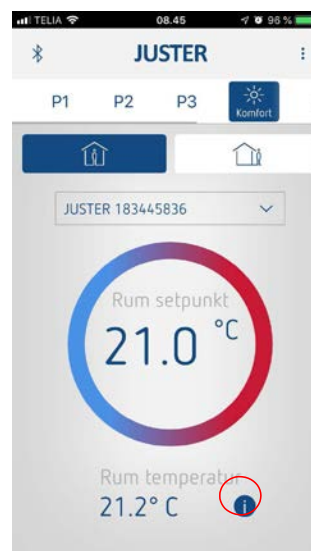 TELIA 08.45 96 %
JUSTER
P1 P2 P3 Komfort
JUSTER 183445836
Rum setpunkt
21.0 °C
Rum temperatur
21.2° C i